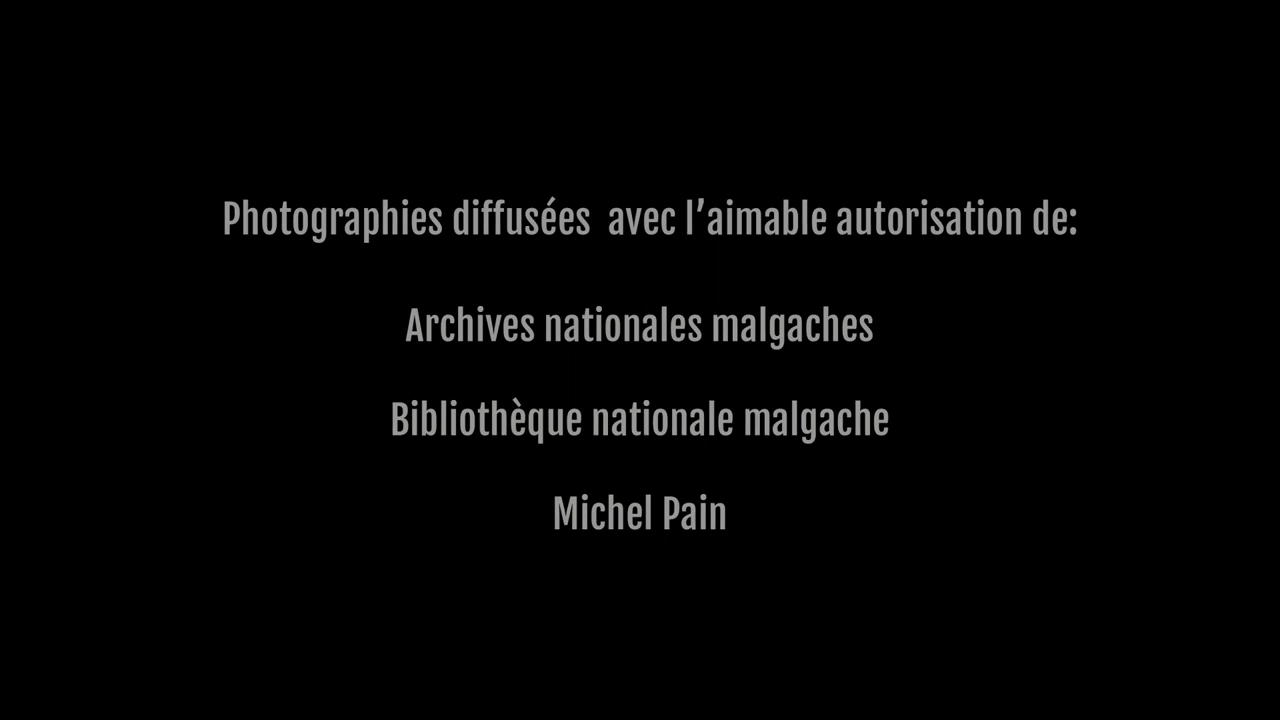 Photographies diffusées  avec l’aimable autorisation de:
Archives nationales malgaches
Bibliothèque nationale malgache
Michel Pain